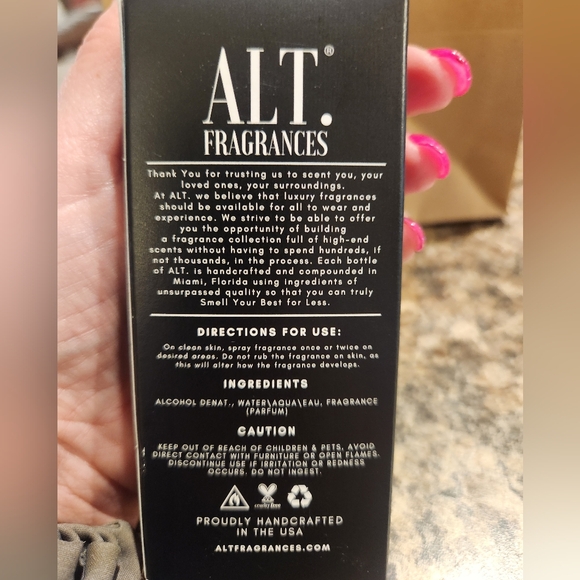 ALT.®
FRAGRANCES
Thank You for trusting us to scent you, your
loved ones, your surroundings.
At ALT. we believe that luxury fragrances
should be available for all to wear and
experience. We strive to be able to offer
you the opportunity of building
a fragrance collection full of high-end
scents without having to spend hundreds, if
not thousands, in the process. Each bottle
of ALT. is handcrafted and compounded in
Miami, Florida using ingredients of
unsurpassed quality so that you can truly
Smell Your Best for Less.
DIRECTIONS FOR USE:
On clean skin, spray fragrance once or twice on
desired areas. Do not rub the fragrance on skin, as
this will alter how the fragrance develops.
INGREDIENTS
ALCOHOL DENAT., WATER\AQUA\EAU, FRAGRANCE
(PARFUM)
CAUTION
KEEP OUT OF REACH OF CHILDREN & PETS. AVOID
DIRECT CONTACT WITH FURNITURE OR OPEN FLAMES.
DISCONTINUE USE IF IRRITATION OR REDNESS
OCCURS. DO NOT INGEST.
cruelty free
PROUDLY HANDCRAFTED
IN THE USA
ALTFRAGRANCES.COM